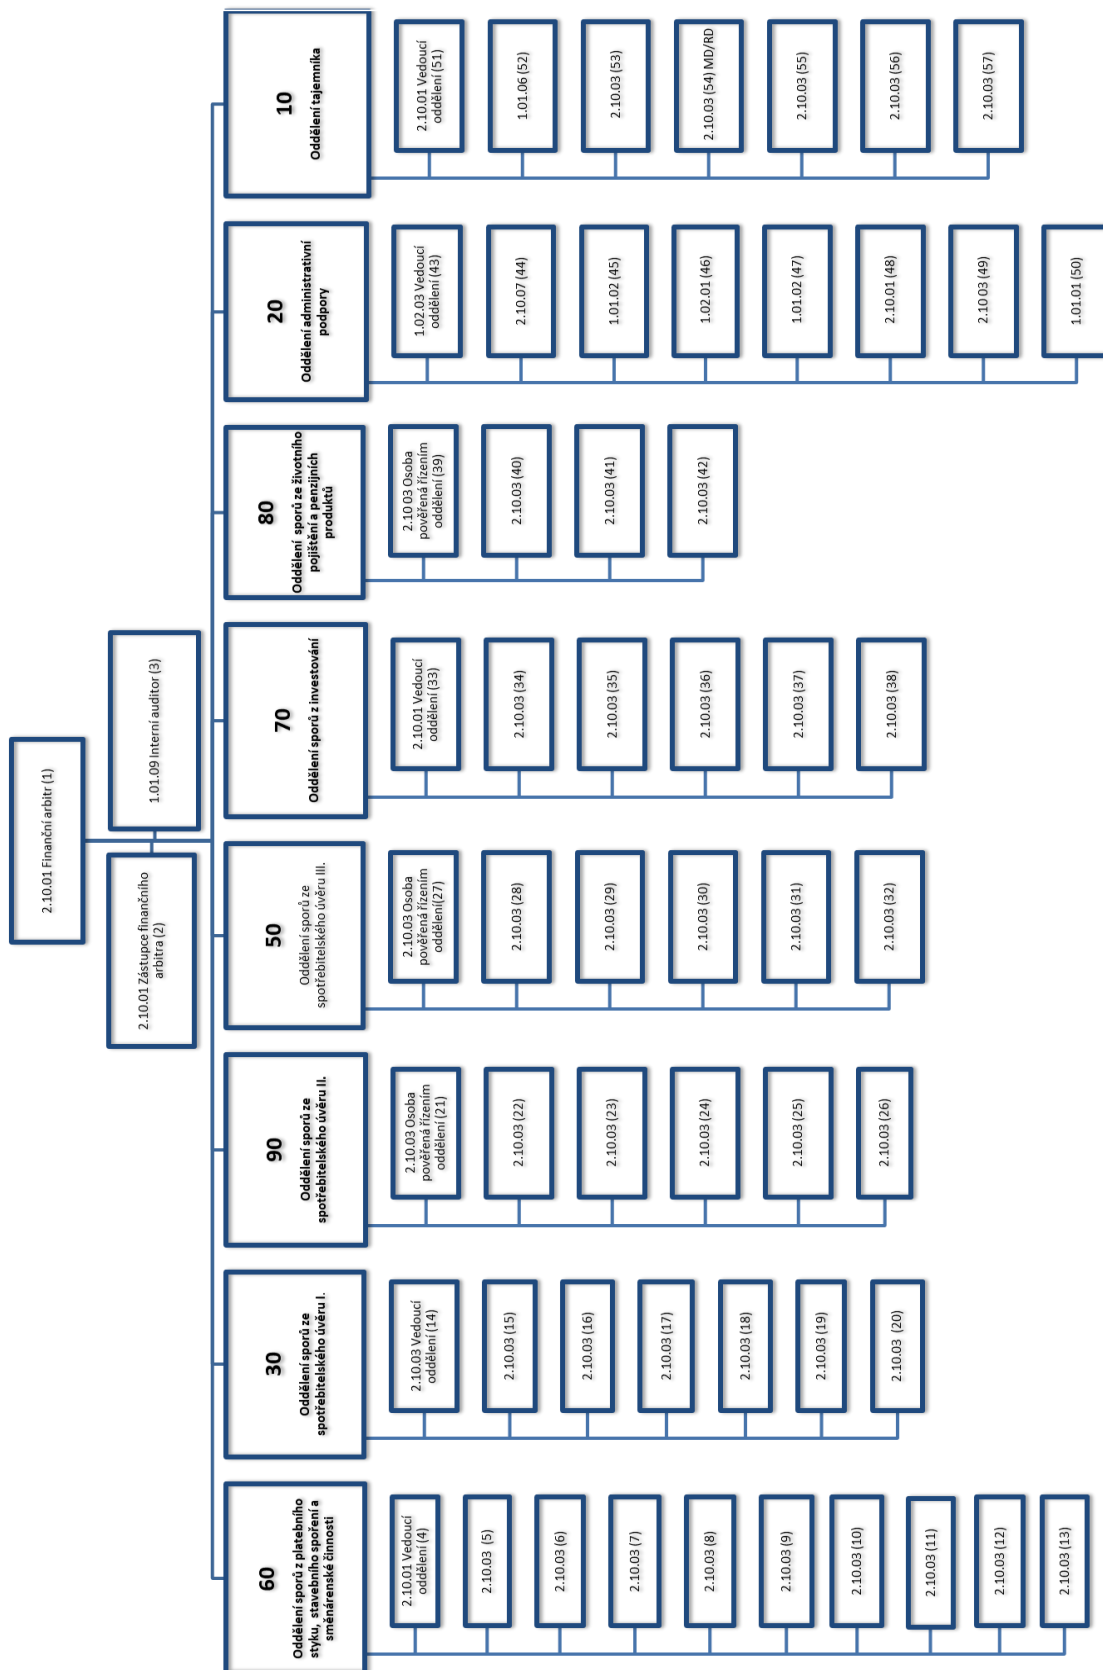 2.10.01 Finanční arbitr (1)
2.10.01 Zástupce finančního
arbitra (2)
1.01.09 Interní auditor (3)
60
Oddělení sporů z platebního
styku, stavebního spoření a
směnárenské činnosti
2.10.01 Vedoucí
oddělení (4)
2.10.03 (5)
2.10.03 (6)
2.10.03 (7)
2.10.03 (8)
2.10.03 (9)
2.10.03 (10)
2.10.03 (11)
2.10.03 (12)
2.10.03 (13)
30
Oddělení sporů ze
spotřebitelského úvěru I.
2.10.03 Vedoucí
oddělení (14)
2.10.03 (15)
2.10.03 (16)
2.10.03 (17)
2.10.03 (18)
2.10.03 (19)
2.10.03 (20)
90
Oddělení sporů ze
spotřebitelského úvěru II.
2.10.03 Osoba
pověřená řízením
oddělení (21)
2.10.03 (22)
2.10.03 (23)
2.10.03 (24)
2.10.03 (25)
2.10.03 (26)
50
Oddělení sporů ze
spotřebitelského úvěru III.
2.10.03 Osoba
pověřená řízením
oddělení(27)
2.10.03 (28)
2.10.03 (29)
2.10.03 (30)
2.10.03 (31)
2.10.03 (32)
70
Oddělení sporů z investování
2.10.01 Vedoucí
oddělení (33)
2.10.03 (34)
2.10.03 (35)
2.10.03 (36)
2.10.03 (37)
2.10.03 (38)
80
Oddělení sporů ze životního
pojištění a penzijních
produktů
2.10 03 Osoba
pověřená řízením
oddělení (39)
2.10.03 (40)
2.10.03 (41)
2.10.03 (42)
20
Oddělení administrativní
podpory
1.02.03 Vedoucí
oddělení (43)
2.10.07 (44)
1.01.02 (45)
1.02.01 (46)
1.01.02 (47)
2.10.01 (48)
2.10 03 (49)
1.01.01 (50)
10
Oddělení tajemníka
2.10.01 Vedoucí
oddělení (51)
1.01.06 (52)
2.10.03 (53)
2.10.03 (54) MD/RD
2.10.03 (55)
2.10.03 (56)
2.10.03 (57)